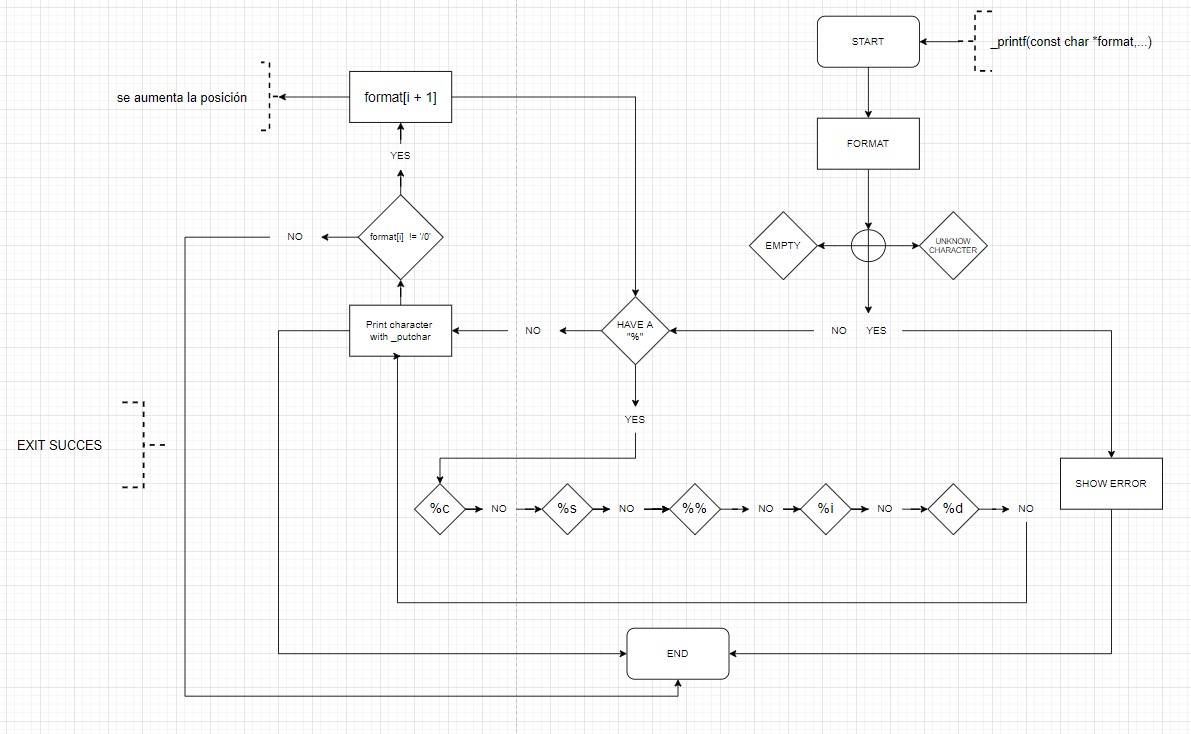 START
_printf(const char *format,...)
se aumenta la posición
format[i + 1]
FORMAT
YES
NO
format[i] != '/0'
EMPTY
UNKNOW
CHARACTER
Print character
with _putchar
NO
HAVE A
"%"
NO
YES
YES
EXIT SUCCES
SHOW ERROR
%c
NO
%s
NO
%%
NO
%i
NO
%d
NO
END